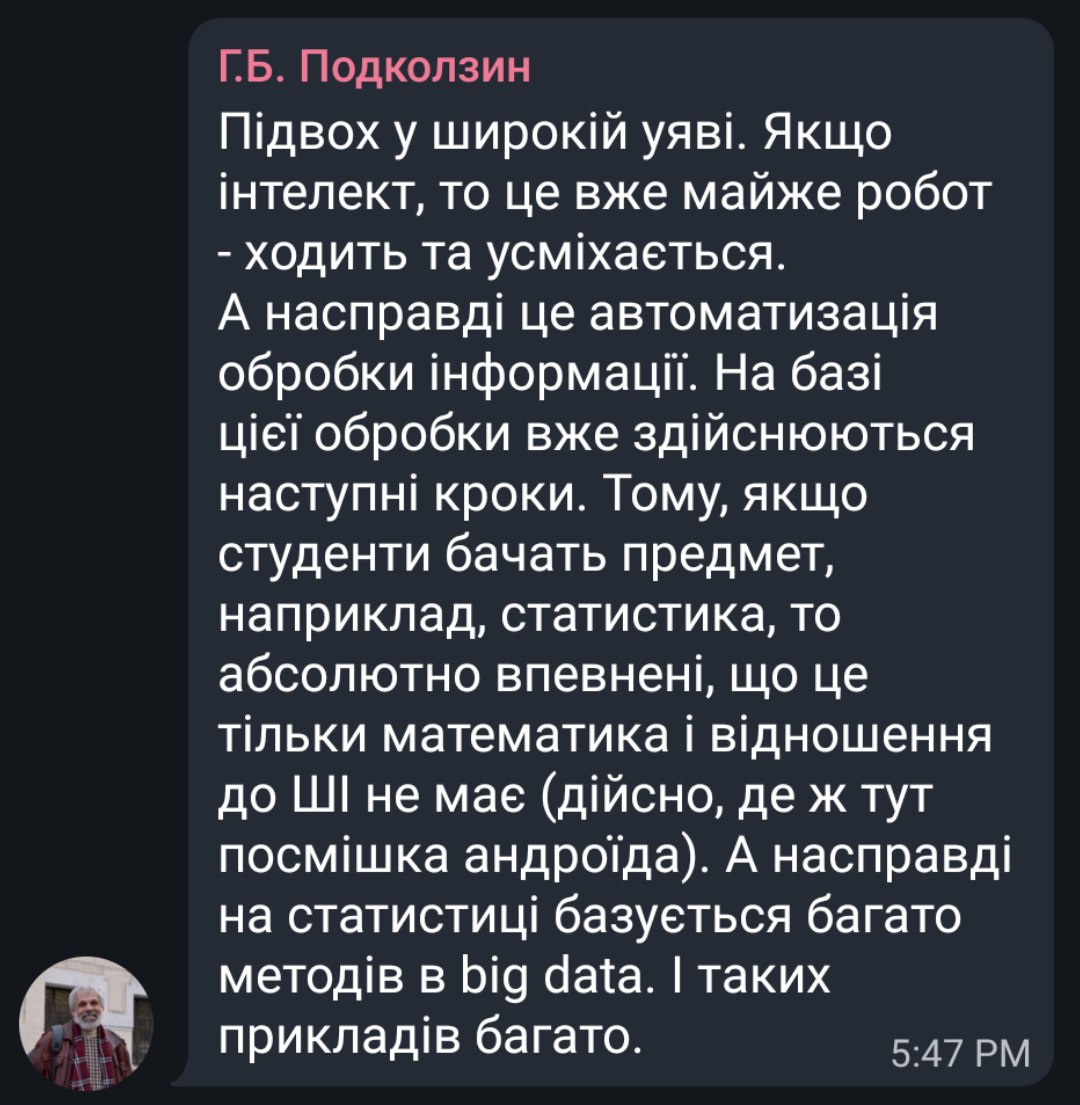 Г.Б. Подколзин
Підвох у широкій уяві. Якщо
інтелект, то це вже майже робот
- ходить та усміхається.
А насправді це автоматизація
обробки інформації. На базі
цієї обробки вже здійснюються
наступні кроки. Тому, якщо
студенти бачать предмет,
наприклад, статистика, то
абсолютно впевнені, що це
тільки математика і відношення
до ШІ не має (дійсно, де ж тут
посмішка андроїда). А насправді
на статистиці базується багато
методів в big data. І таких
прикладів багато.
5:47 PM